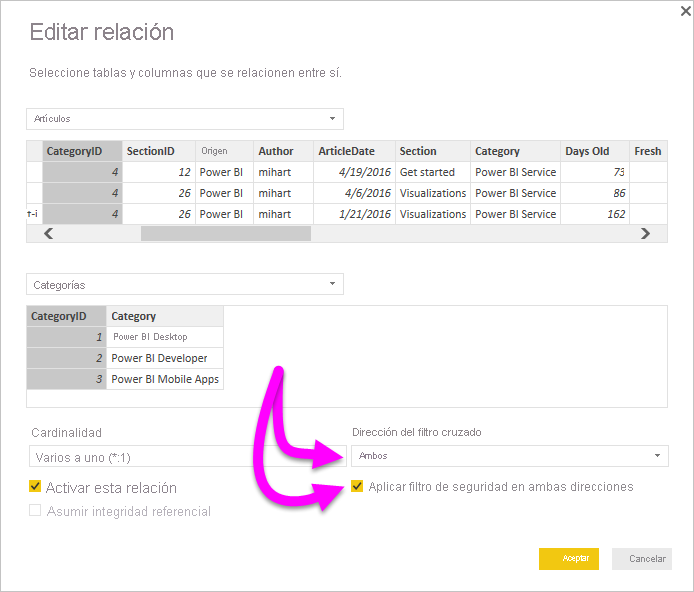 Editar relación
Seleccione tablas y columnas que se relacionen entre sí.
Artículos
CategoryID SectionID Origen Author ArticleDate Section Category Days Old Fresh
4 12 Power BI mihart 4/19/2016 Get started Power BI Service 73
4 26 Power BI mihart 4/6/2016 Visualizations Power BI Service 86
r-i 4 26 Power BI mihart 1/21/2016 Visualizations Power BI Service 162
Categorías
CategoryID Category
1 Power BI Desktop
2 Power BI Developer
3 Power BI Mobile Apps
Cardinalidad Dirección del filtro cruzado
Varios a uno (*:1) Ambos
Activar esta relación Aplicar filtro de seguridad en ambas direcciones
Asumir integridad referencial
Aceptar Cancelar